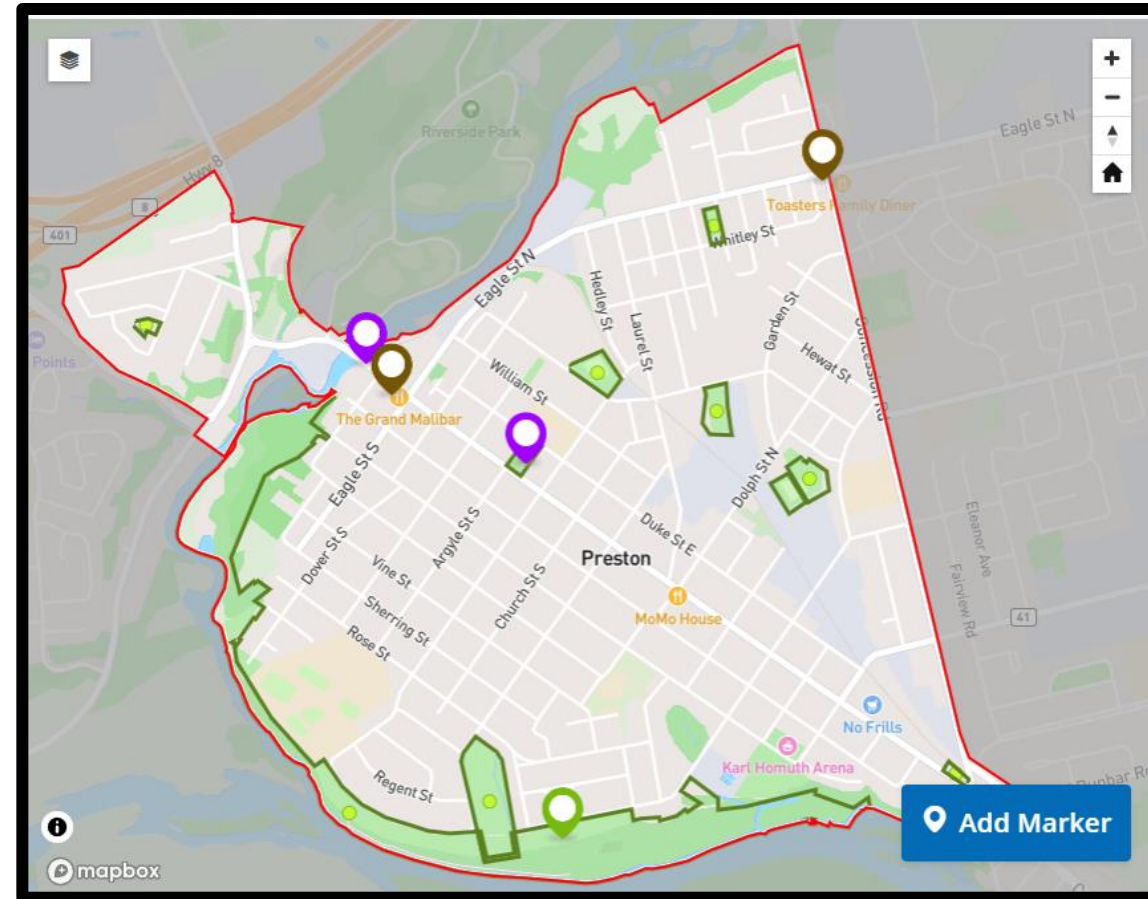 Riverside Park
Eagle St N
Hwy 8
8
401
Toasters Family Diner
Whitley St
Eagle St N
Hedley St
Laurel St
Garden St
Hewat St
Concession Rd
Points
William St
The Grand Malibar
Eagle St S
Dolph St N
Argyle St S
Duke St E
Dover St S
Vine St
Preston
Eleanor Ave
Fairview Rd
Church St S
Sherring St
MoMo House
41
Rose St
No Frills
Karl Homuth Arena
Regent St
Dunbar Rd
Add Marker
mapbox